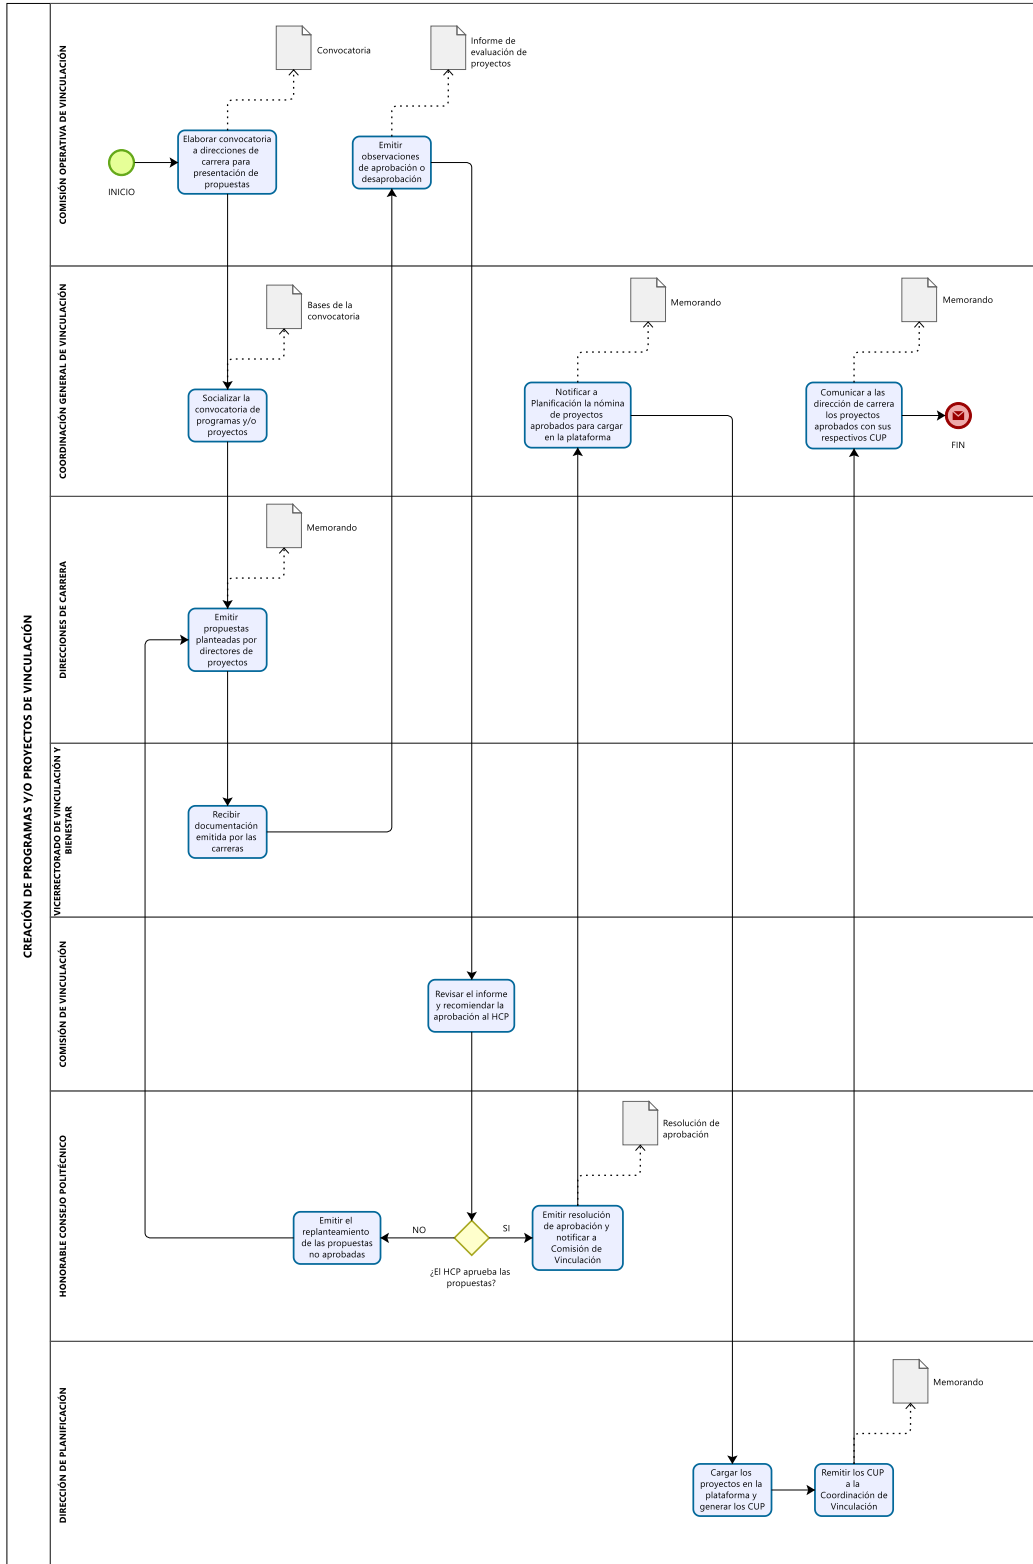 CREACIÓN DE PROGRAMAS Y/O PROYECTOS DE VINCULACIÓN
COMISIÓN OPERATIVA DE VINCULACIÓN
INICIO
Elaborar convocatoria
a direcciones de
carrera para
presentación de
propuestas
Convocatoria
Emitir
observaciones
de aprobación o
desaprobación
Informe de
evaluación de
proyectos
COORDINACIÓN GENERAL DE VINCULACIÓN
Bases de la
convocatoria
Socializar la
convocatoria de
programas y/o
proyectos
Memorando
Notificar a
Planificación la nómina
de proyectos
aprobados para cargar
en la plataforma
Memorando
Comunicar a las
dirección de carrera
los proyectos
aprobados con sus
respectivos CUP
FIN
DIRECCIONES DE CARRERA
Memorando
Emitir
propuestas
planteadas por
directores de
proyectos
VICERRECTORADO DE VINCULACIÓN Y
BIENESTAR
Recibir
documentación
emitida por las
carreras
COMISIÓN DE VINCULACIÓN
Revisar el informe
y recomiendar la
aprobación al HCP
HONORABLE CONSEJO POLITÉCNICO
Emitir el
replanteamiento
de las propuestas
no aprobadas
NO
¿El HCP aprueba las
propuestas?
SI
Emitir resolución
de aprobación y
notificar a
Comisión de
Vinculación
Resolución de
aprobación
DIRECCIÓN DE PLANIFICACIÓN
Cargar los
proyectos en la
plataforma y
generar los CUP
Remitir los CUP
a la
Coordinación de
Vinculación
Memorando